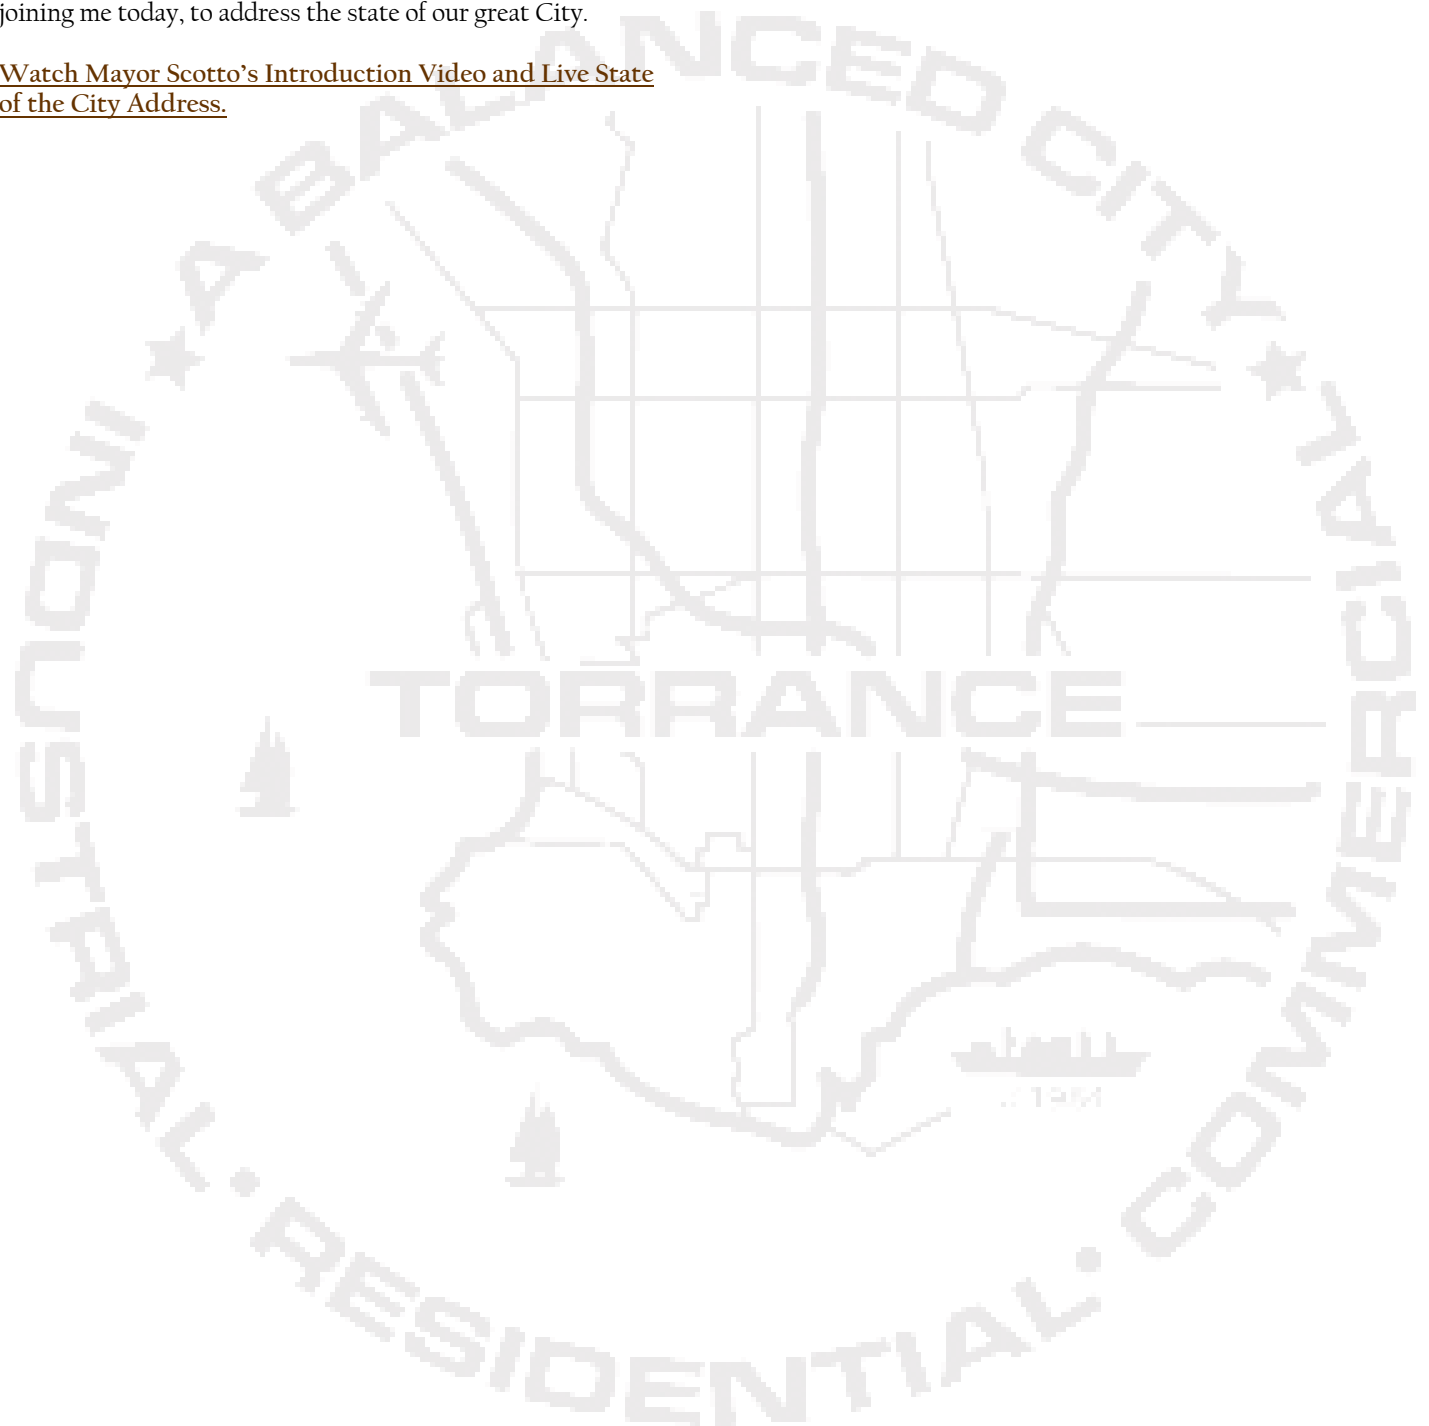 joining me today, to address the state of our great City.
Watch Mayor Scotto’s Introduction Video and Live State
of the City Address.
★ A BALANCED CITY ★
TORRANCE
INDUSTRIAL • RESIDENTIAL • COMMERCIAL